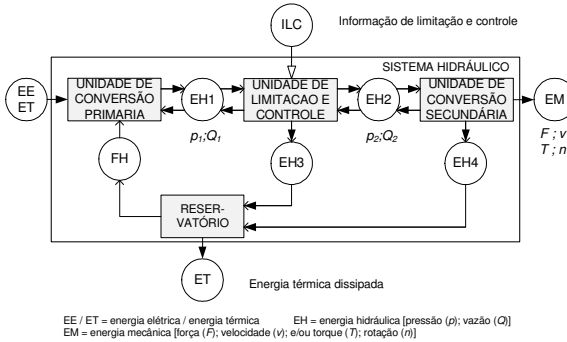 ILC
Informação de limitação e controle
SISTEMA HIDRÁULICO
EE
ET
UNIDADE DE
CONVERSÃO
PRIMARIA
EH1
p1;Q1
UNIDADE DE
LIMITACAO E
CONTROLE
EH2
p2;Q2
UNIDADE DE
CONVERSÃO
SECUNDÁRIA
EM
F ; v
T ; n
FH
EH3
EH4
RESER-
VATÓRIO
ET
Energia térmica dissipada
EE / ET = energia elétrica / energia térmica EH = energia hidráulica [pressão (p); vazão (Q)]
EM = energia mecânica [força (F); velocidade (v); e/ou torque (T); rotação (n)]